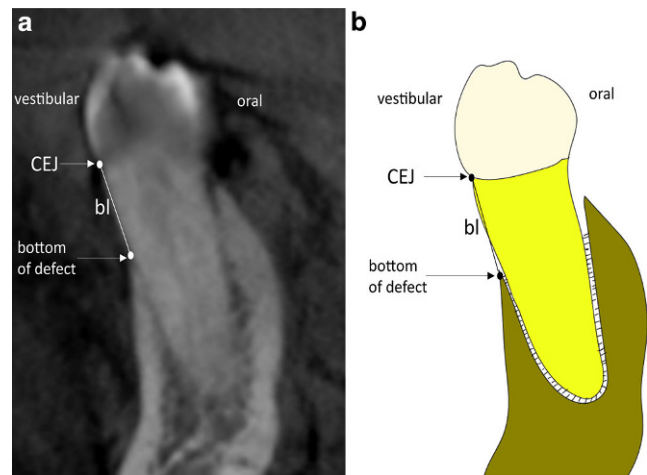 a
vestibular
oral
CEJ
bl
bottom
of defect
b
vestibular
oral
CEJ
bl
bottom
of defect